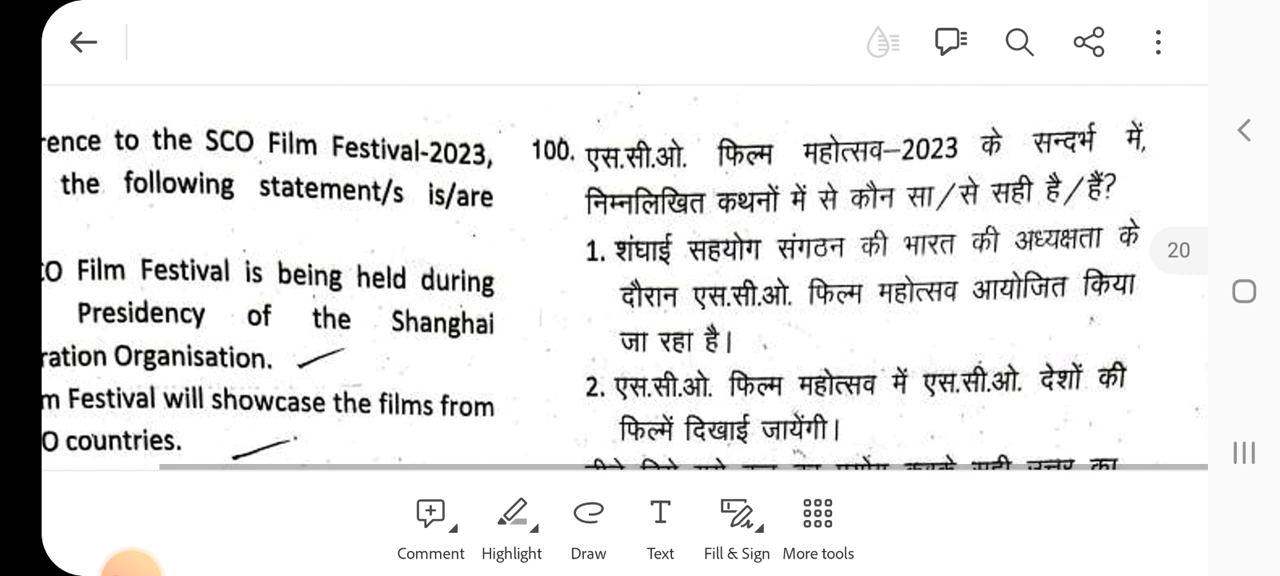 rence to the SCO Film Festival-2023,
the following statement/s is/are
O Film Festival is being held during
Presidency of the Shanghai
ration Organisation.
m Festival will showcase the films from
O countries.
100. एस.सी.ओ. फिल्म महोत्सव–2023 के सन्दर्भ में,
निम्नलिखित कथनों में से कौन सा/से सही है/हैं?
1. शंघाई सहयोग संगठन की भारत की अध्यक्षता के
दौरान एस.सी.ओ. फिल्म महोत्सव आयोजित किया
जा रहा है।
2. एस.सी.ओ. फिल्म महोत्सव में एस.सी.ओ. देशों की
फिल्में दिखाई जायेंगी।
20
Comment
Highlight
Draw
Text
Fill & Sign
More tools